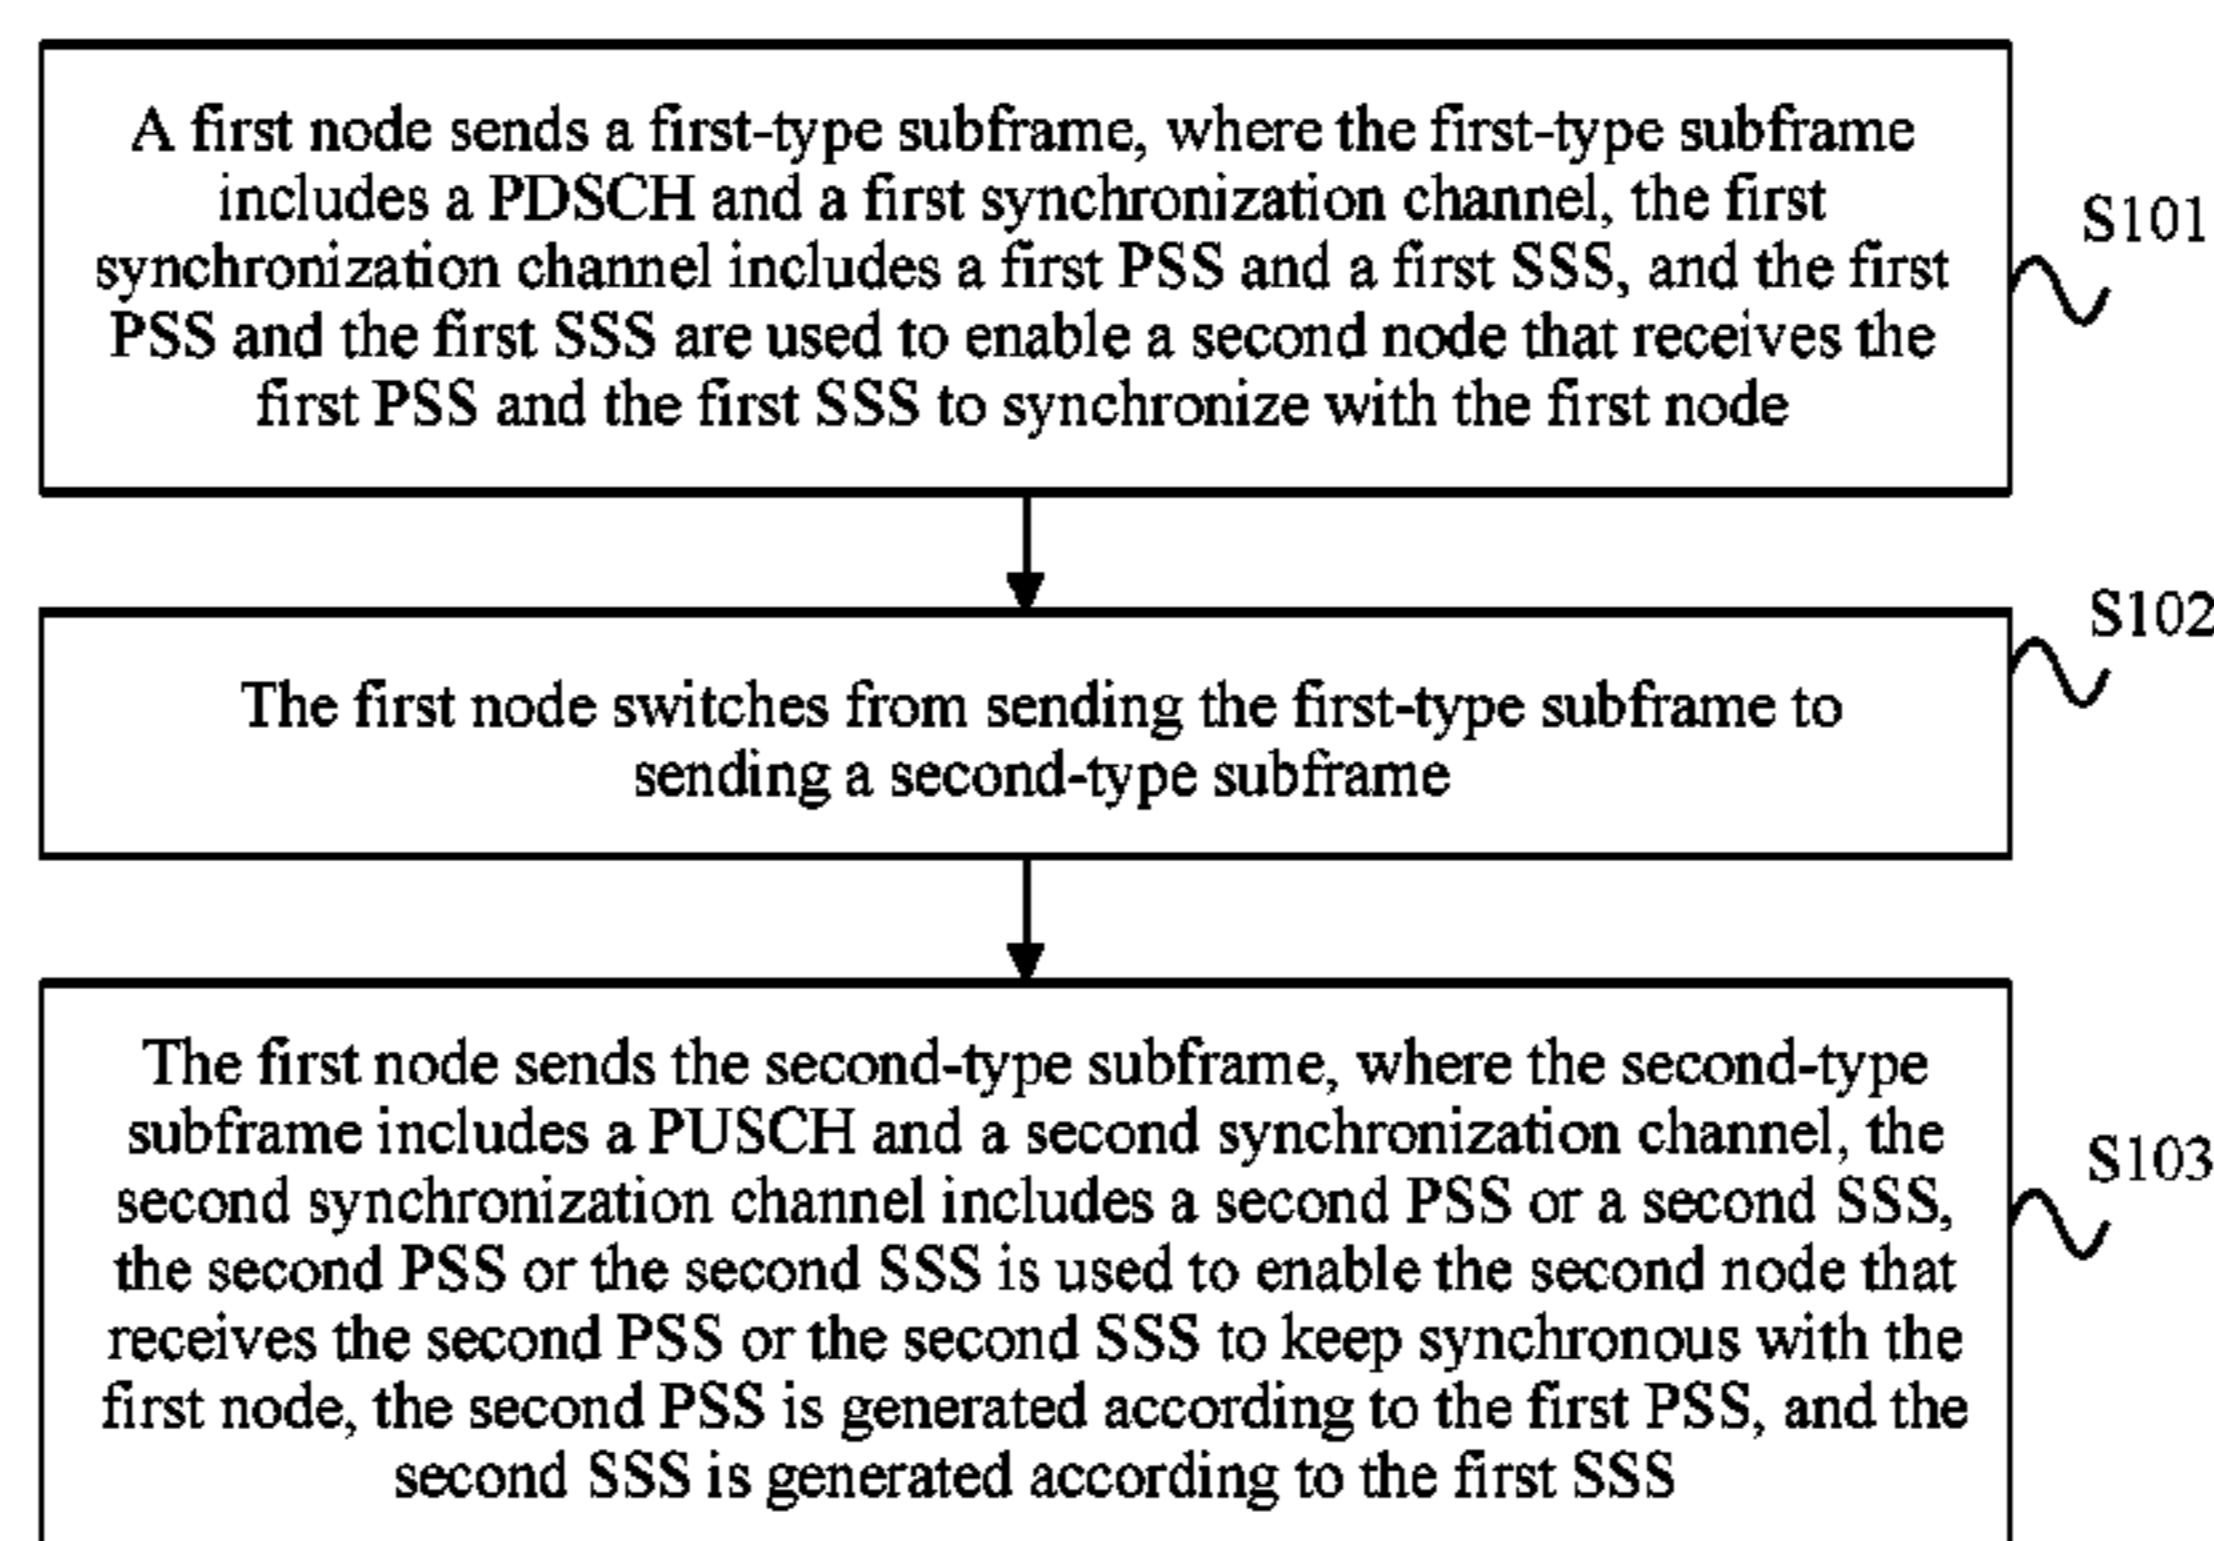 A first node sends a first-type subframe, where the first-type subframe
includes a PDSCH and a first synchronization channel, the first
synchronization channel includes a first PSS and a first SSS, and the first
PSS and the first SSS are used to enable a second node that receives the
first PSS and the first SSS to synchronize with the first node
S101
The first node switches from sending the first-type subframe to
sending a second-type subframe
S102
The first node sends the second-type subframe, where the second-type
subframe includes a PUSCH and a second synchronization channel, the
second synchronization channel includes a second PSS or a second SSS,
the second PSS or the second SSS is used to enable the second node that
receives the second PSS or the second SSS to keep synchronous with the
first node, the second PSS is generated according to the first PSS, and the
second SSS is generated according to the first SSS
S103